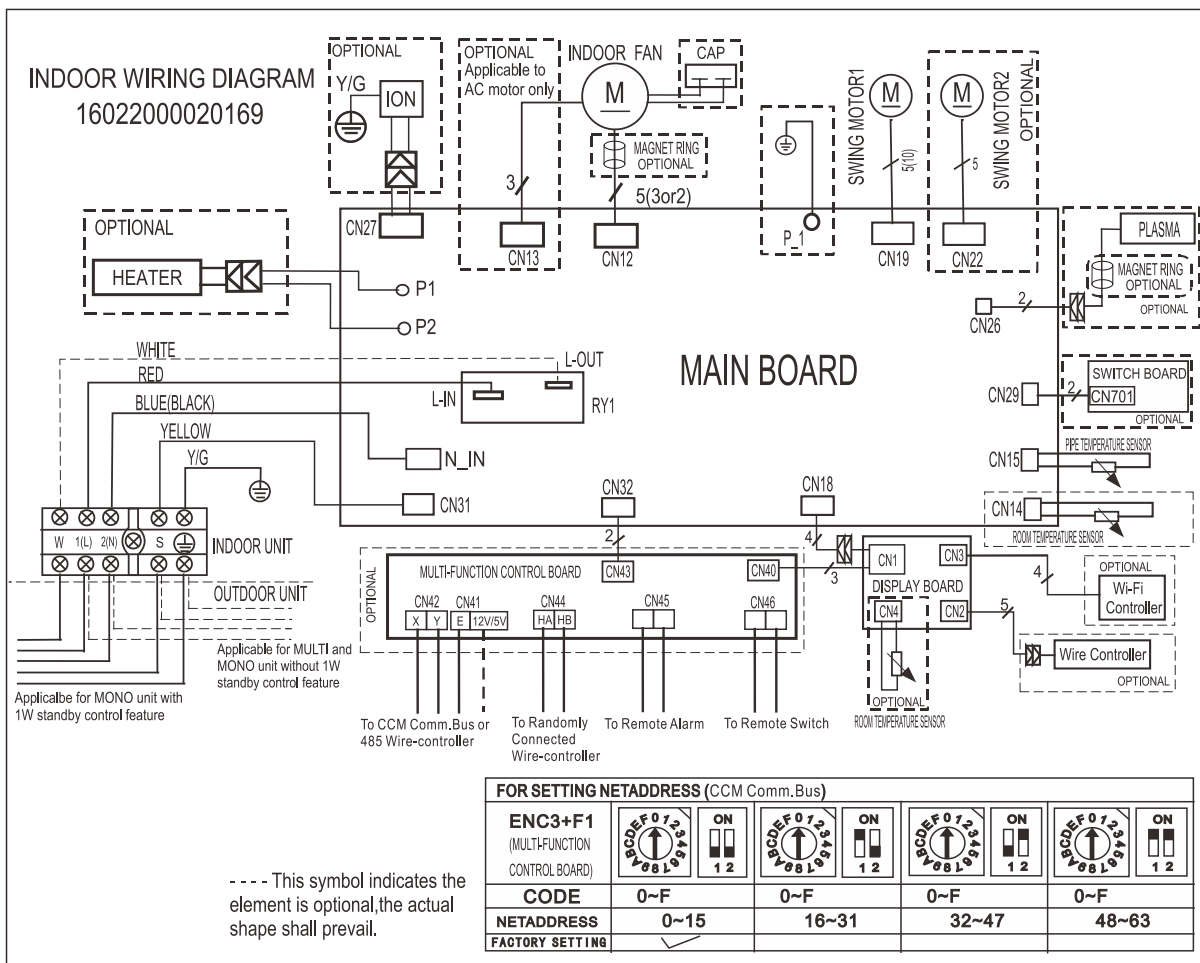 INDOOR WIRING DIAGRAM
16022000020169
OPTIONAL
Y/G
ION
CN27
OPTIONAL
Applicable to
AC motor only
3
CN13
INDOOR FAN
M
CAP
MAGNET RING
OPTIONAL
5(3or2)
CN12
P_1
SWING MOTOR1
M
5(10)
CN19
SWING MOTOR2
OPTIONAL
M
5
CN22
PLASMA
MAGNET RING
OPTIONAL
OPTIONAL
2
CN26
OPTIONAL
HEATER
P1
P2
MAIN BOARD
WHITE
RED
BLUE(BLACK)
YELLOW
Y/G
L-OUT
L-IN
RY1
N_IN
CN31
SWITCH BOARD
CN29
2
CN701
OPTIONAL
PIPE TEMPERATURE SENSOR
CN15
CN14
ROOM TEMPERATURE SENSOR
CN32
2
CN18
4
W 1(L) 2(N) S
INDOOR UNIT
OUTDOOR UNIT
Applicable for MULTI and
MONO unit without 1W
standby control feature
Applicalbe for MONO unit with
1W standby control feature
OPTIONAL
MULTI-FUNCTION CONTROL BOARD
CN43
CN40
3
CN42 CN41 CN44 CN45 CN46
X Y E 12V/5V HA HB
To CCM Comm.Bus or
485 Wire-controller
To Randomly
Connected
Wire-controller
To Remote Alarm
To Remote Switch
CN1
CN3
DISPLAY BOARD
CN4
CN2
OPTIONAL
ROOM TEMPERATURE SENSOR
4
OPTIONAL
Wi-Fi
Controller
5
Wire Controller
OPTIONAL
FOR SETTING NETADDRESS (CCM Comm.Bus)
ENC3+F1
(MULTI-FUNCTION
CONTROL BOARD)
0123456789ABCDEF ON 1 2
0123456789ABCDEF ON 1 2
0123456789ABCDEF ON 1 2
0123456789ABCDEF ON 1 2
CODE 0~F 0~F 0~F 0~F
NETADDRESS 0~15 16~31 32~47 48~63
FACTORY SETTING
---- This symbol indicates the
element is optional,the actual
shape shall prevail.